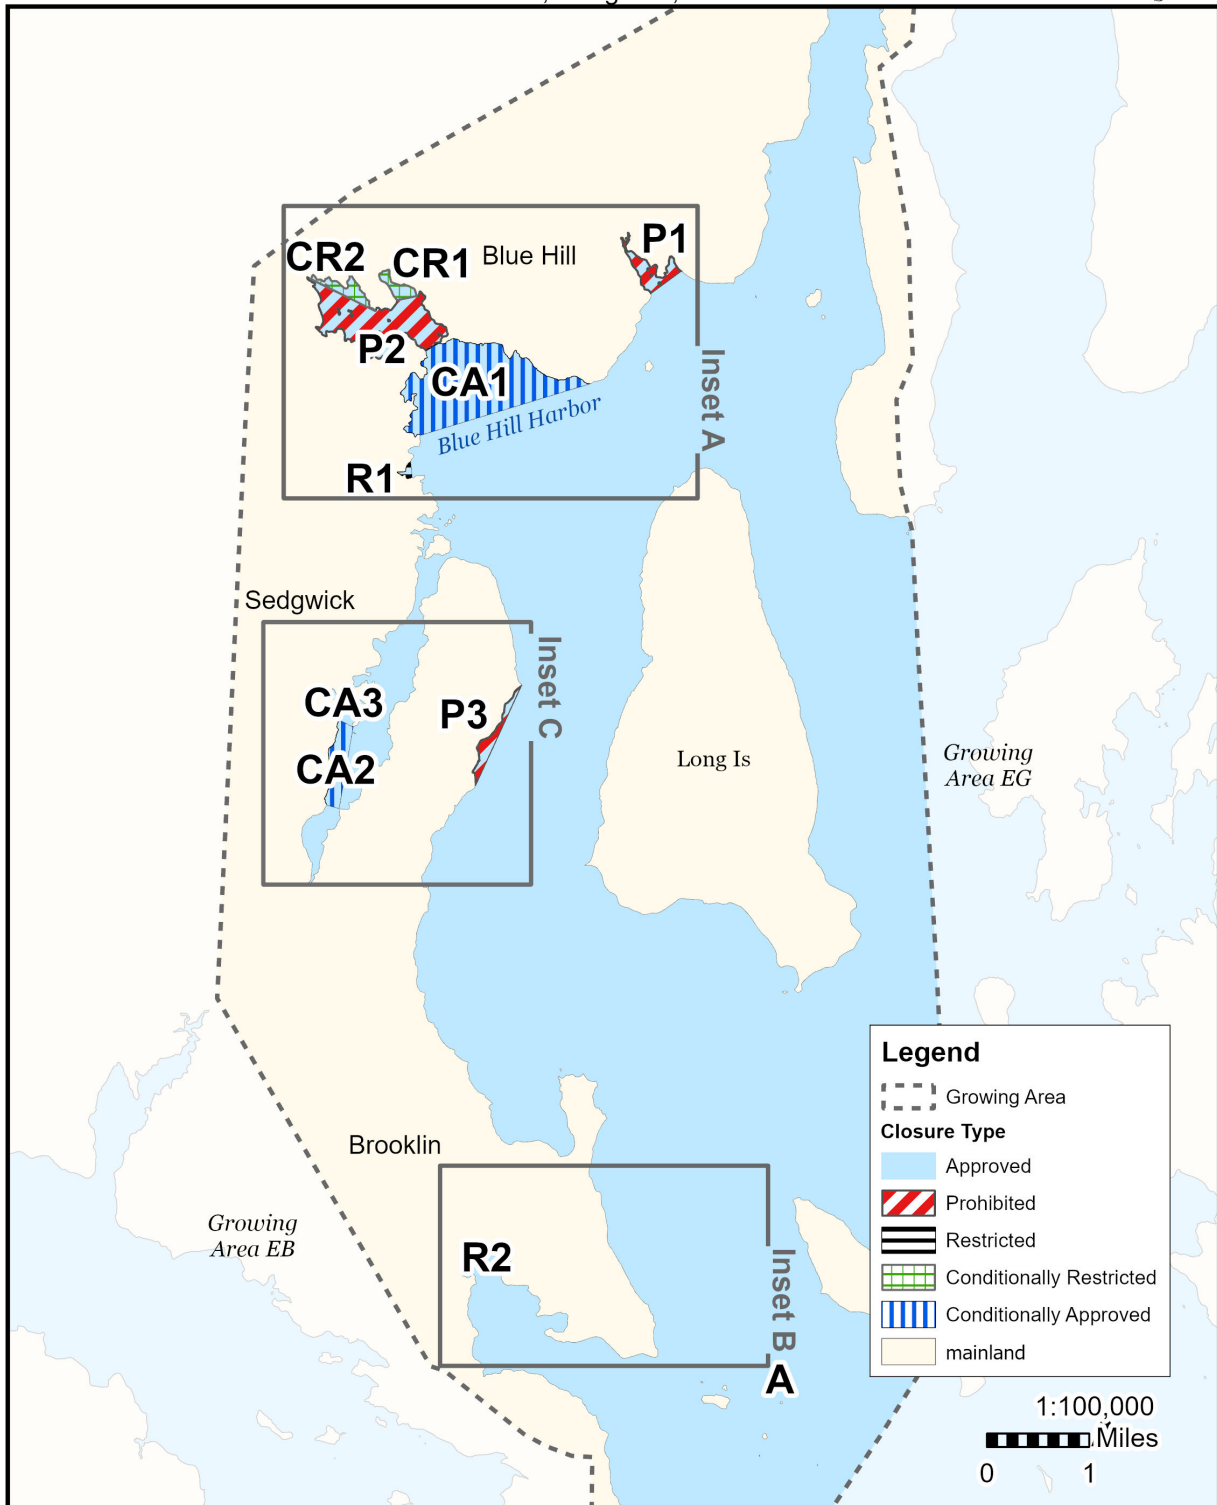 CR2
CR1
Blue Hill
P1
P2
CA1
Blue Hill Harbor
Inset A
R1
Sedgwick
Inset C
CA3
P3
CA2
Long Is
Growing
Area EG
Brooklin
Growing
Area EB
R2
Inset B
A
Legend
Growing Area
Closure Type
Approved
Prohibited
Restricted
Conditionally Restricted
Conditionally Approved
mainland
1:100,000
Miles
0 1